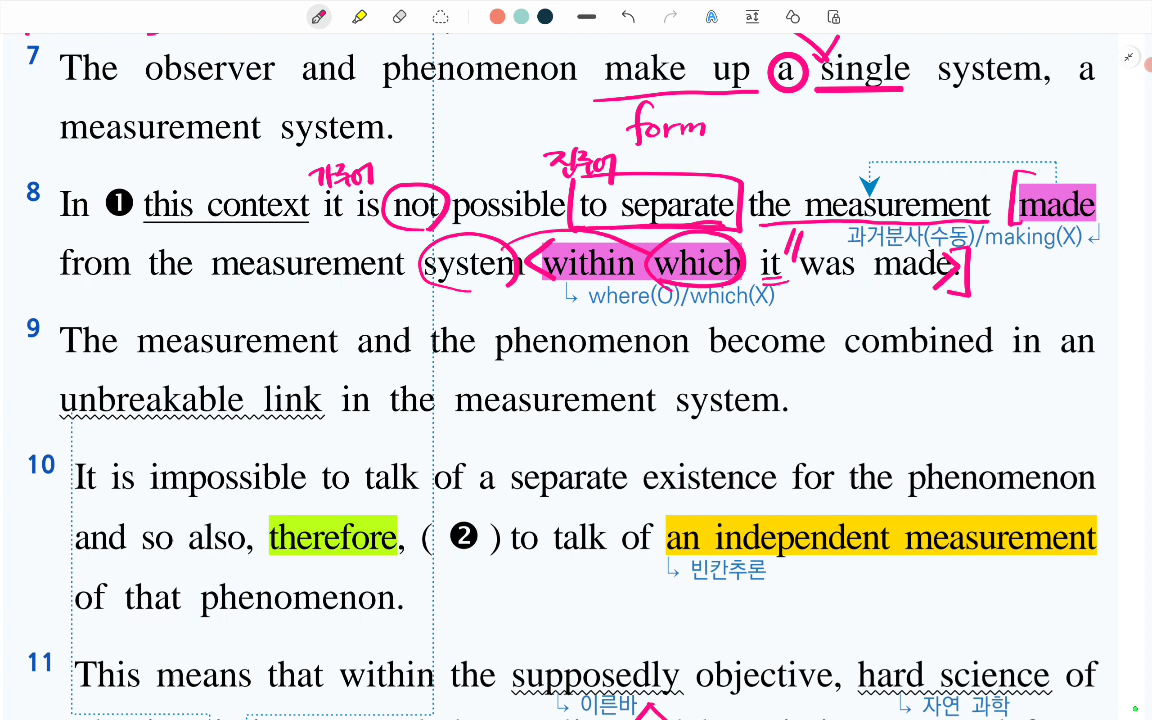 7 The observer and phenomenon make up a single system, a
form
measurement system.
가주어 진주어
8 In ❶ this context it is not possible to separate the measurement made
과거분사(수동)/making(X)
from the measurement system within which it was made.
where(O)/which(X)
9 The measurement and the phenomenon become combined in an
unbreakable link in the measurement system.
10 It is impossible to talk of a separate existence for the phenomenon
and so also, therefore, ( ❷ ) to talk of an independent measurement
빈칸추론
of that phenomenon.
11 This means that within the supposedly objective, hard science of
이른바 자연 과학